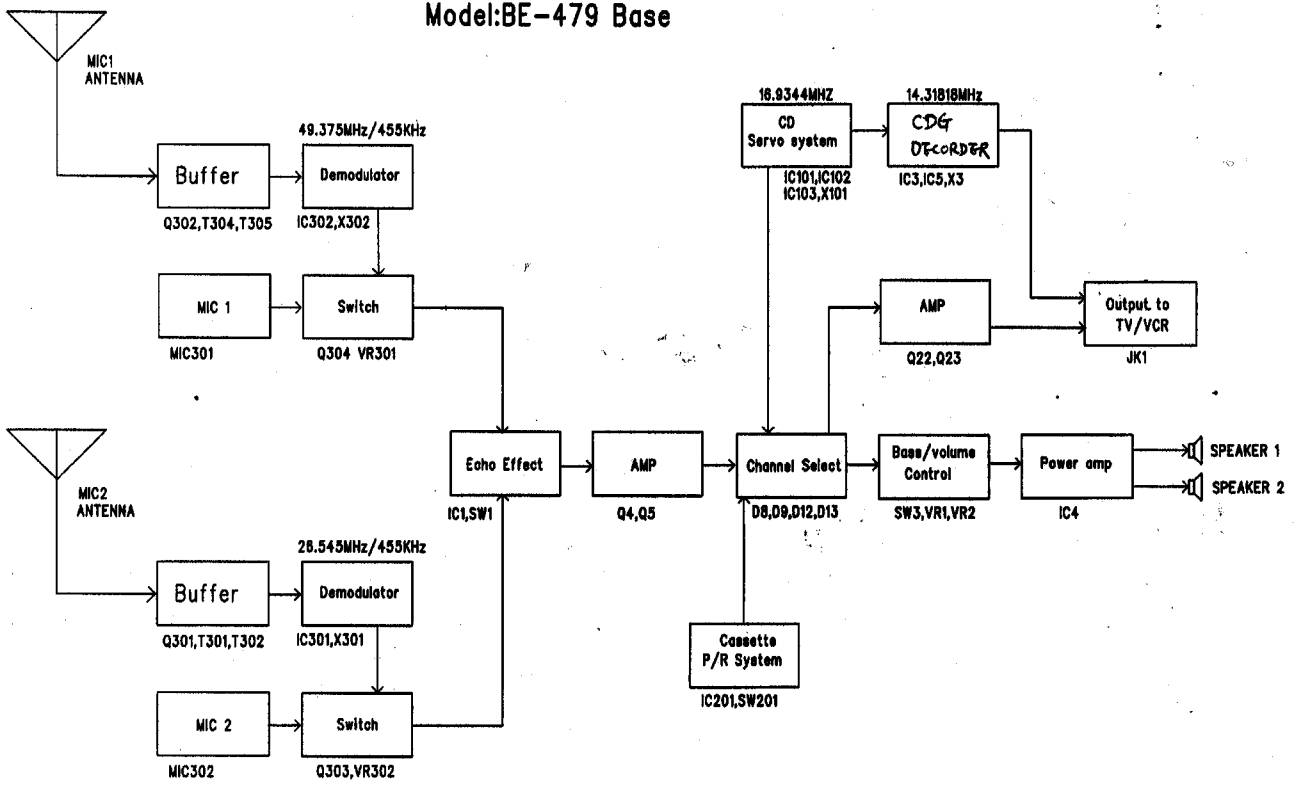 Model:BE-479 Base
MIC1
ANTENNA
49.375MHz/455KHz
Buffer
Demodulator
Q302,T304,T305
IC302,X302
MIC 1
Switch
MIC301
Q304 VR301
16.9344MHZ
CD
Servo system
IC101,IC102
IC103,X101
14.31818MHz
CDG
DECORDER
IC3,IC5,X3
AMP
Q22,Q23
Output to
TV/VCR
JK1
MIC2
ANTENNA
Echo Effect
IC1,SW1
AMP
Q4,Q5
Channel Select
D8,D9,D12,D13
Bass/volume
Control
SW3,VR1,VR2
Power amp
IC4
SPEAKER 1
SPEAKER 2
26.545MHz/455KHz
Buffer
Demodulator
Q301,T301,T302
IC301,X301
MIC 2
Switch
MIC302
Q303,VR302
Cassette
P/R System
IC201,SW201